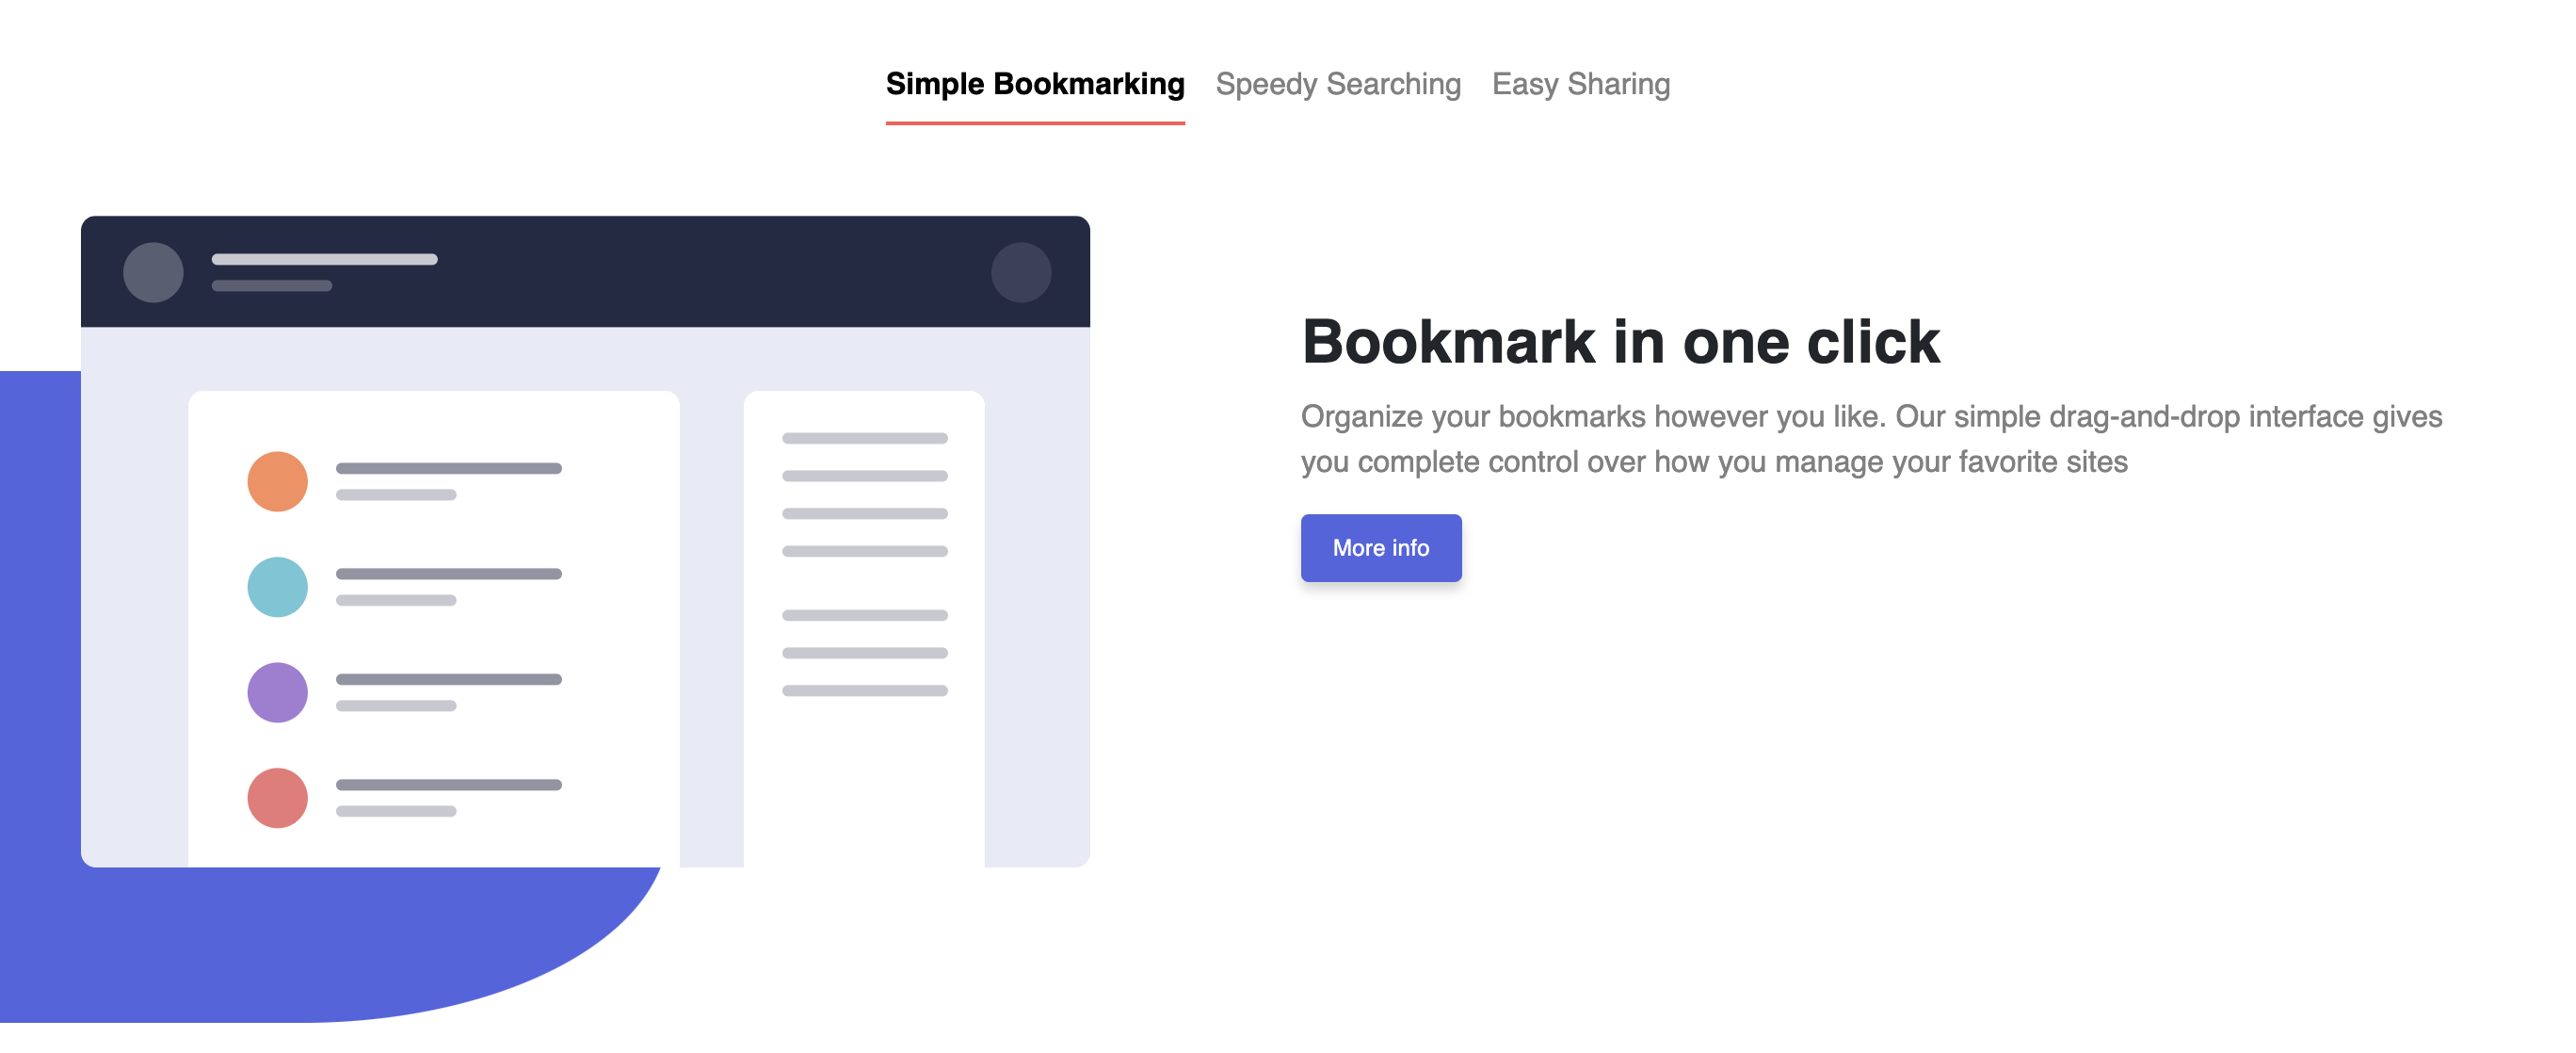 Simple Bookmarking Speedy Searching Easy Sharing
Bookmark in one click
Organize your bookmarks however you like. Our simple drag-and-drop interface gives
you complete control over how you manage your favorite sites
More info